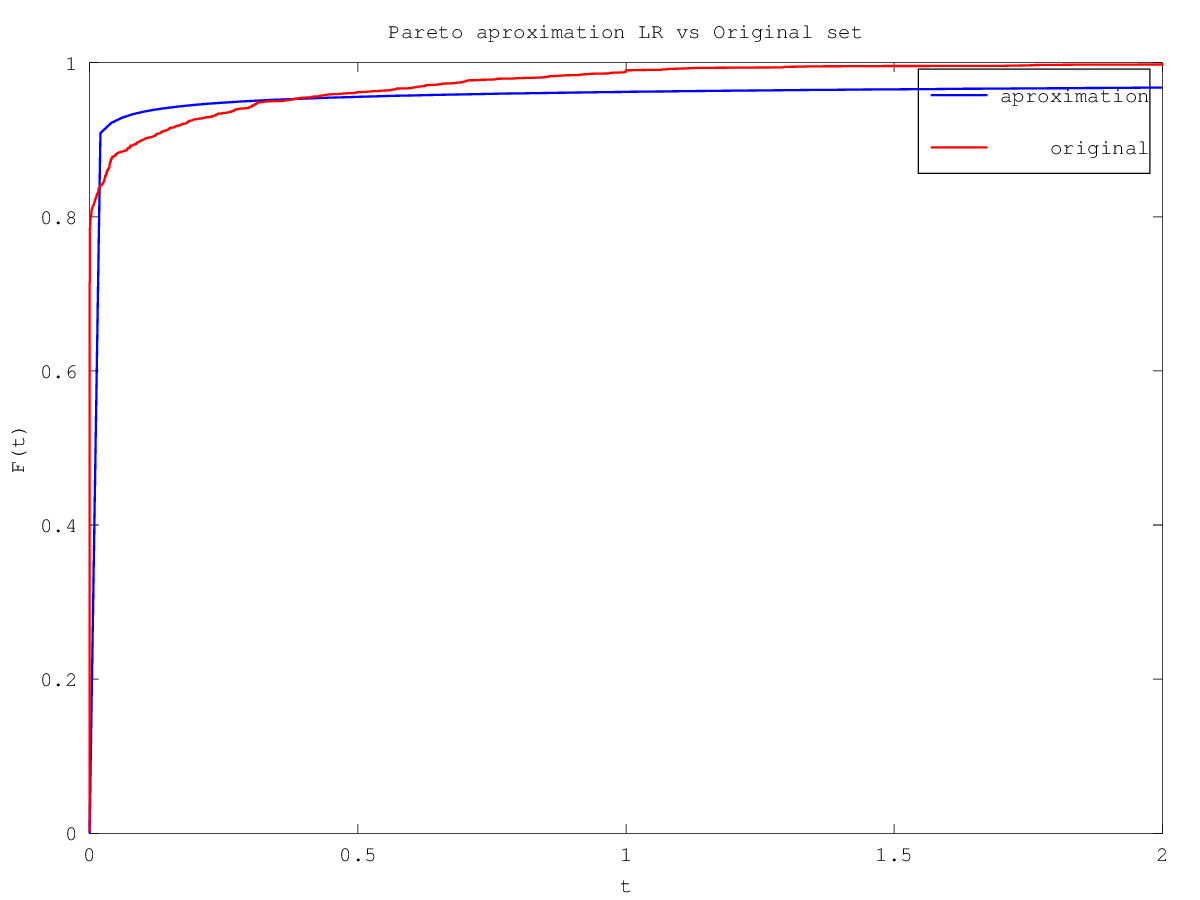 Pareto aproximation LR vs Original set
1
aproximation
original
0.8
0.6
F(t)
0.4
0.2
0
0 0.5 1 1.5 2
t